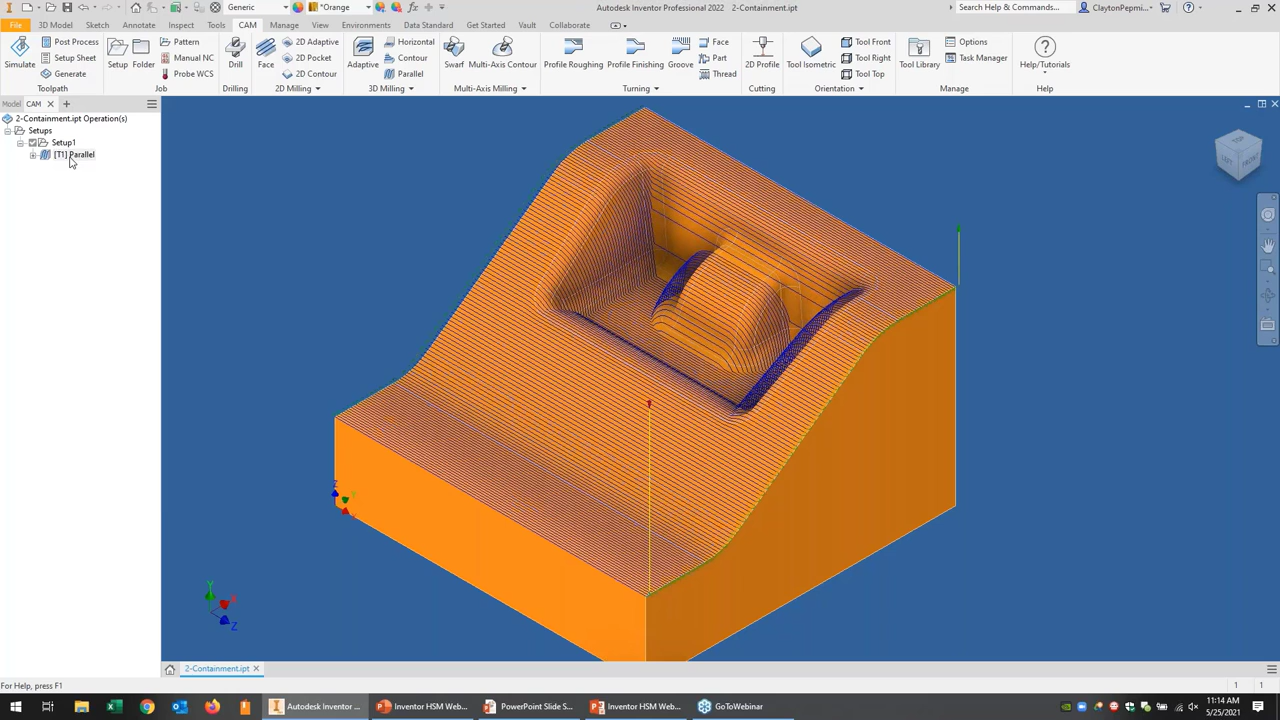 Generic
*Orange
Autodesk Inventor Professional 2022
2-Containment.ipt
Search Help & Commands...
ClaytonPepmi...
File
3D Model
Sketch
Annotate
Inspect
Tools
CAM
Manage
View
Environments
Data Standard
Get Started
Vault
Collaborate
Simulate
Post Process
Setup Sheet
Generate
Toolpath
Setup
Folder
Pattern
Manual NC
Probe WCS
Job
Drill
Drilling
Face
2D Adaptive
2D Pocket
2D Contour
2D Milling
Adaptive
Horizontal
Contour
Parallel
3D Milling
Swarf
Multi-Axis Contour
Multi-Axis Milling
Profile Roughing
Profile Finishing
Groove
Face
Part
Thread
Turning
2D Profile
Cutting
Tool Isometric
Tool Front
Tool Right
Tool Top
Orientation
Tool Library
Options
Task Manager
Manage
Help/Tutorials
Help
Model
CAM
2-Containment.ipt Operation(s)
Setups
Setup1
[T1] Parallel
LEFT
FRONT
Z
Y
X
Z
2-Containment.ipt
For Help, press F1
1
1
Autodesk Inventor ...
Inventor HSM Web...
PowerPoint Slide S...
Inventor HSM Web...
GoToWebinar
11:14 AM
5/25/2021